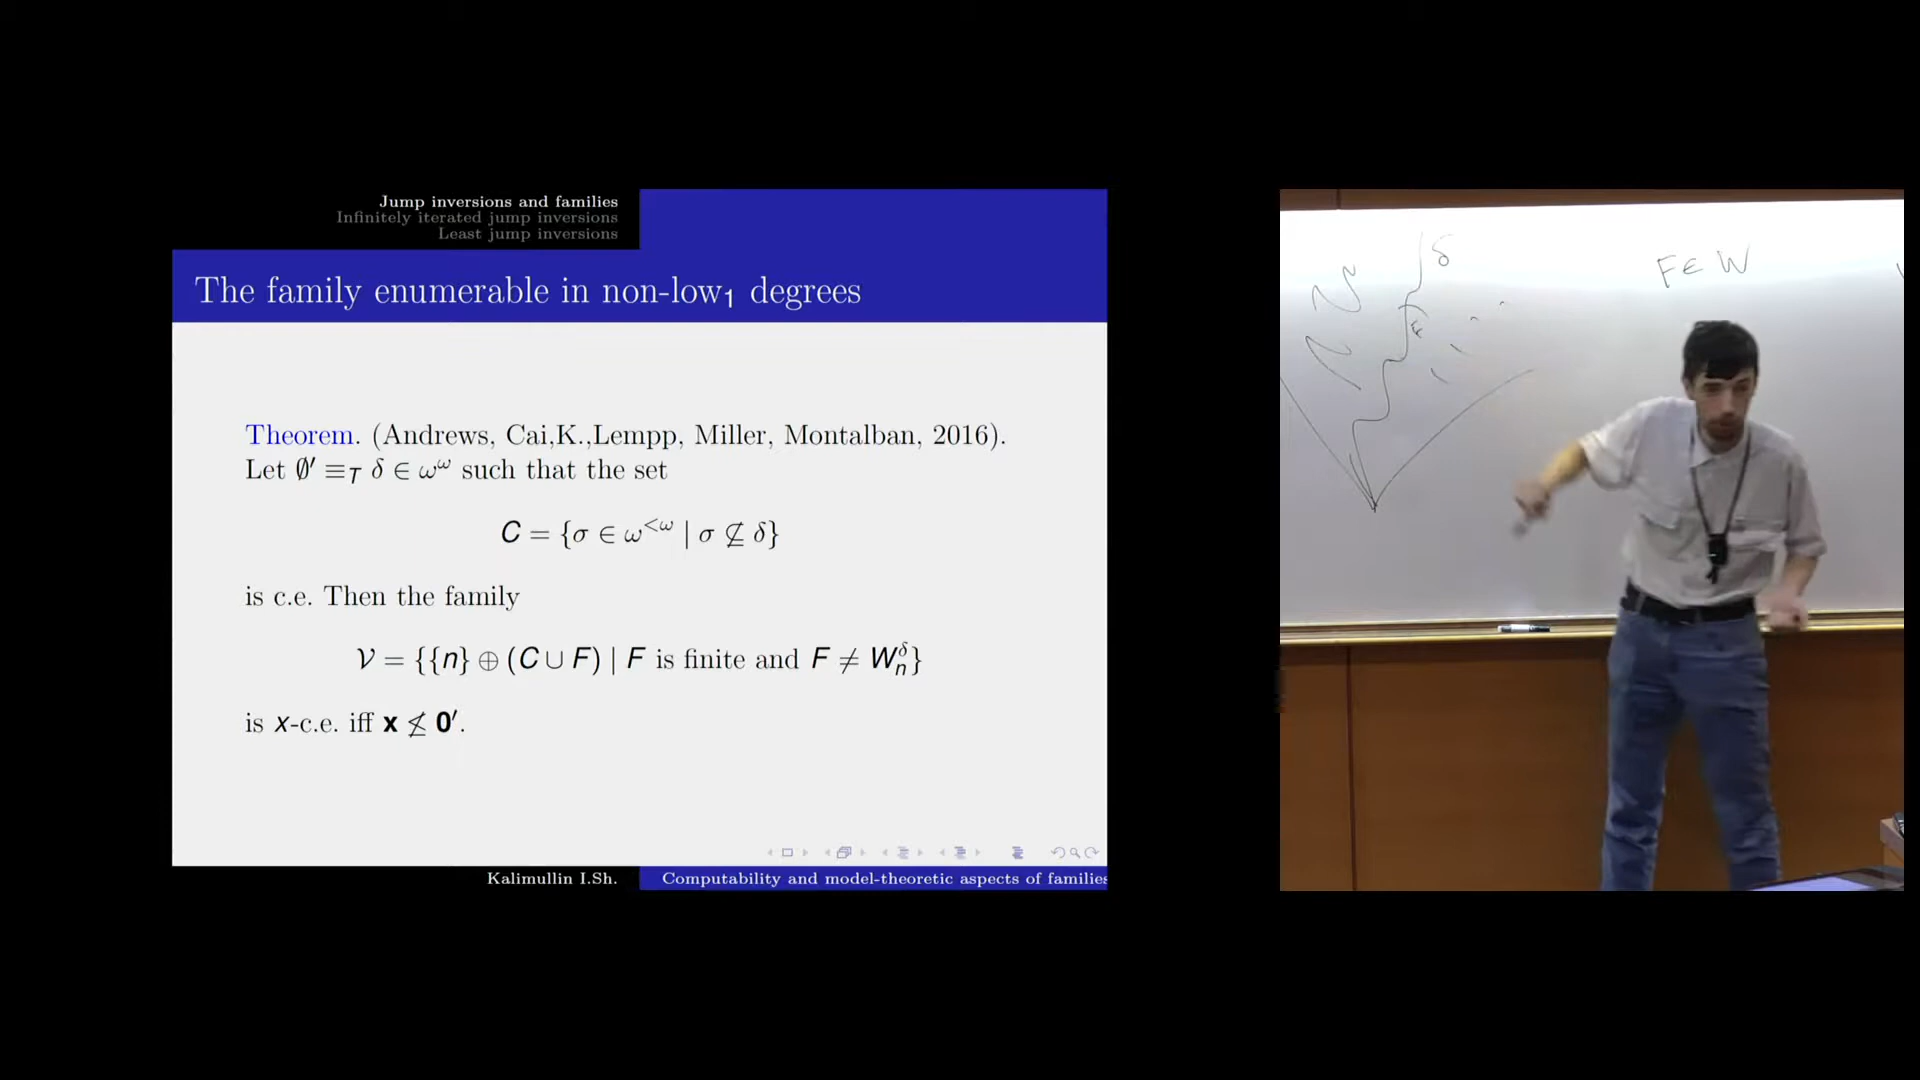 Jump inversions and families
Infinitely iterated jump inversions
Least jump inversions
The family enumerable in non-low₁ degrees
Theorem. (Andrews, Cai,K.,Lempp, Miller, Montalban, 2016).
Let ∅′ ≡_T δ ∈ ω^ω such that the set
C = {σ ∈ ω^{<ω} | σ ⊈ δ}
is c.e. Then the family
𝒱 = {{n} ⊕ (C ∪ F) | F is finite and F ≠ W_n^δ}
is x-c.e. iff x ≰ 0′.
Kalimullin I.Sh.
Computability and model-theoretic aspects of families
δ
F ∈ W